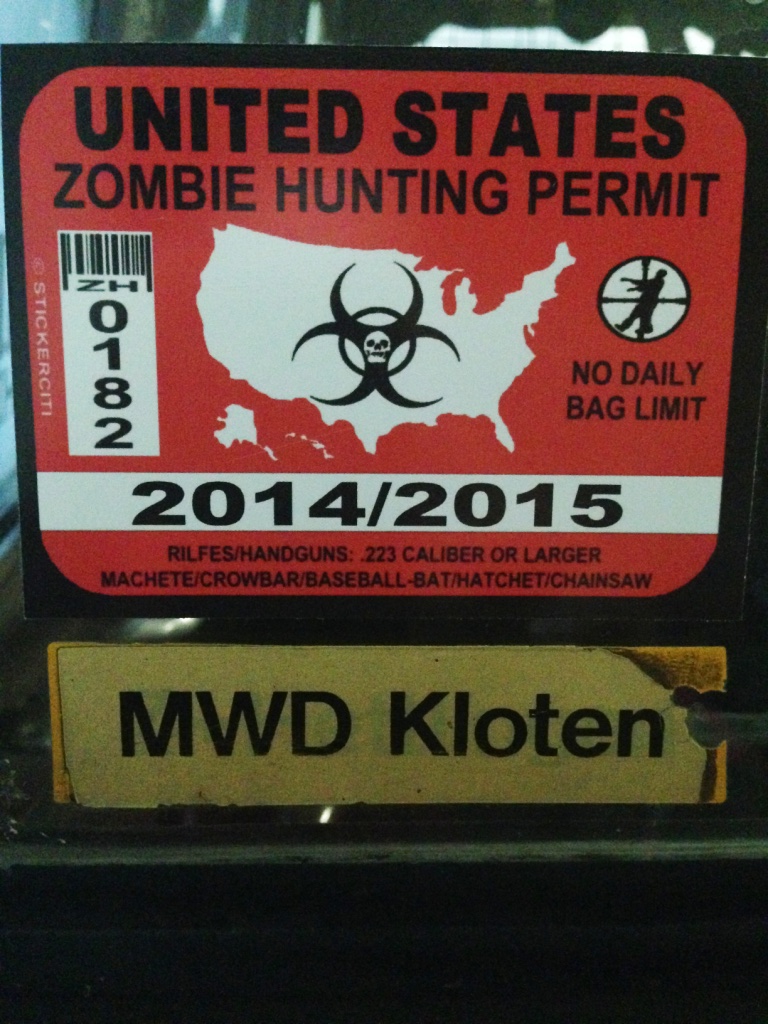 UNITED STATES
ZOMBIE HUNTING PERMIT
ZH
0182
© STICKERCITI
NO DAILY
BAG LIMIT
2014/2015
RILFES/HANDGUNS: .223 CALIBER OR LARGER
MACHETE/CROWBAR/BASEBALL-BAT/HATCHET/CHAINSAW
MWD Kloten